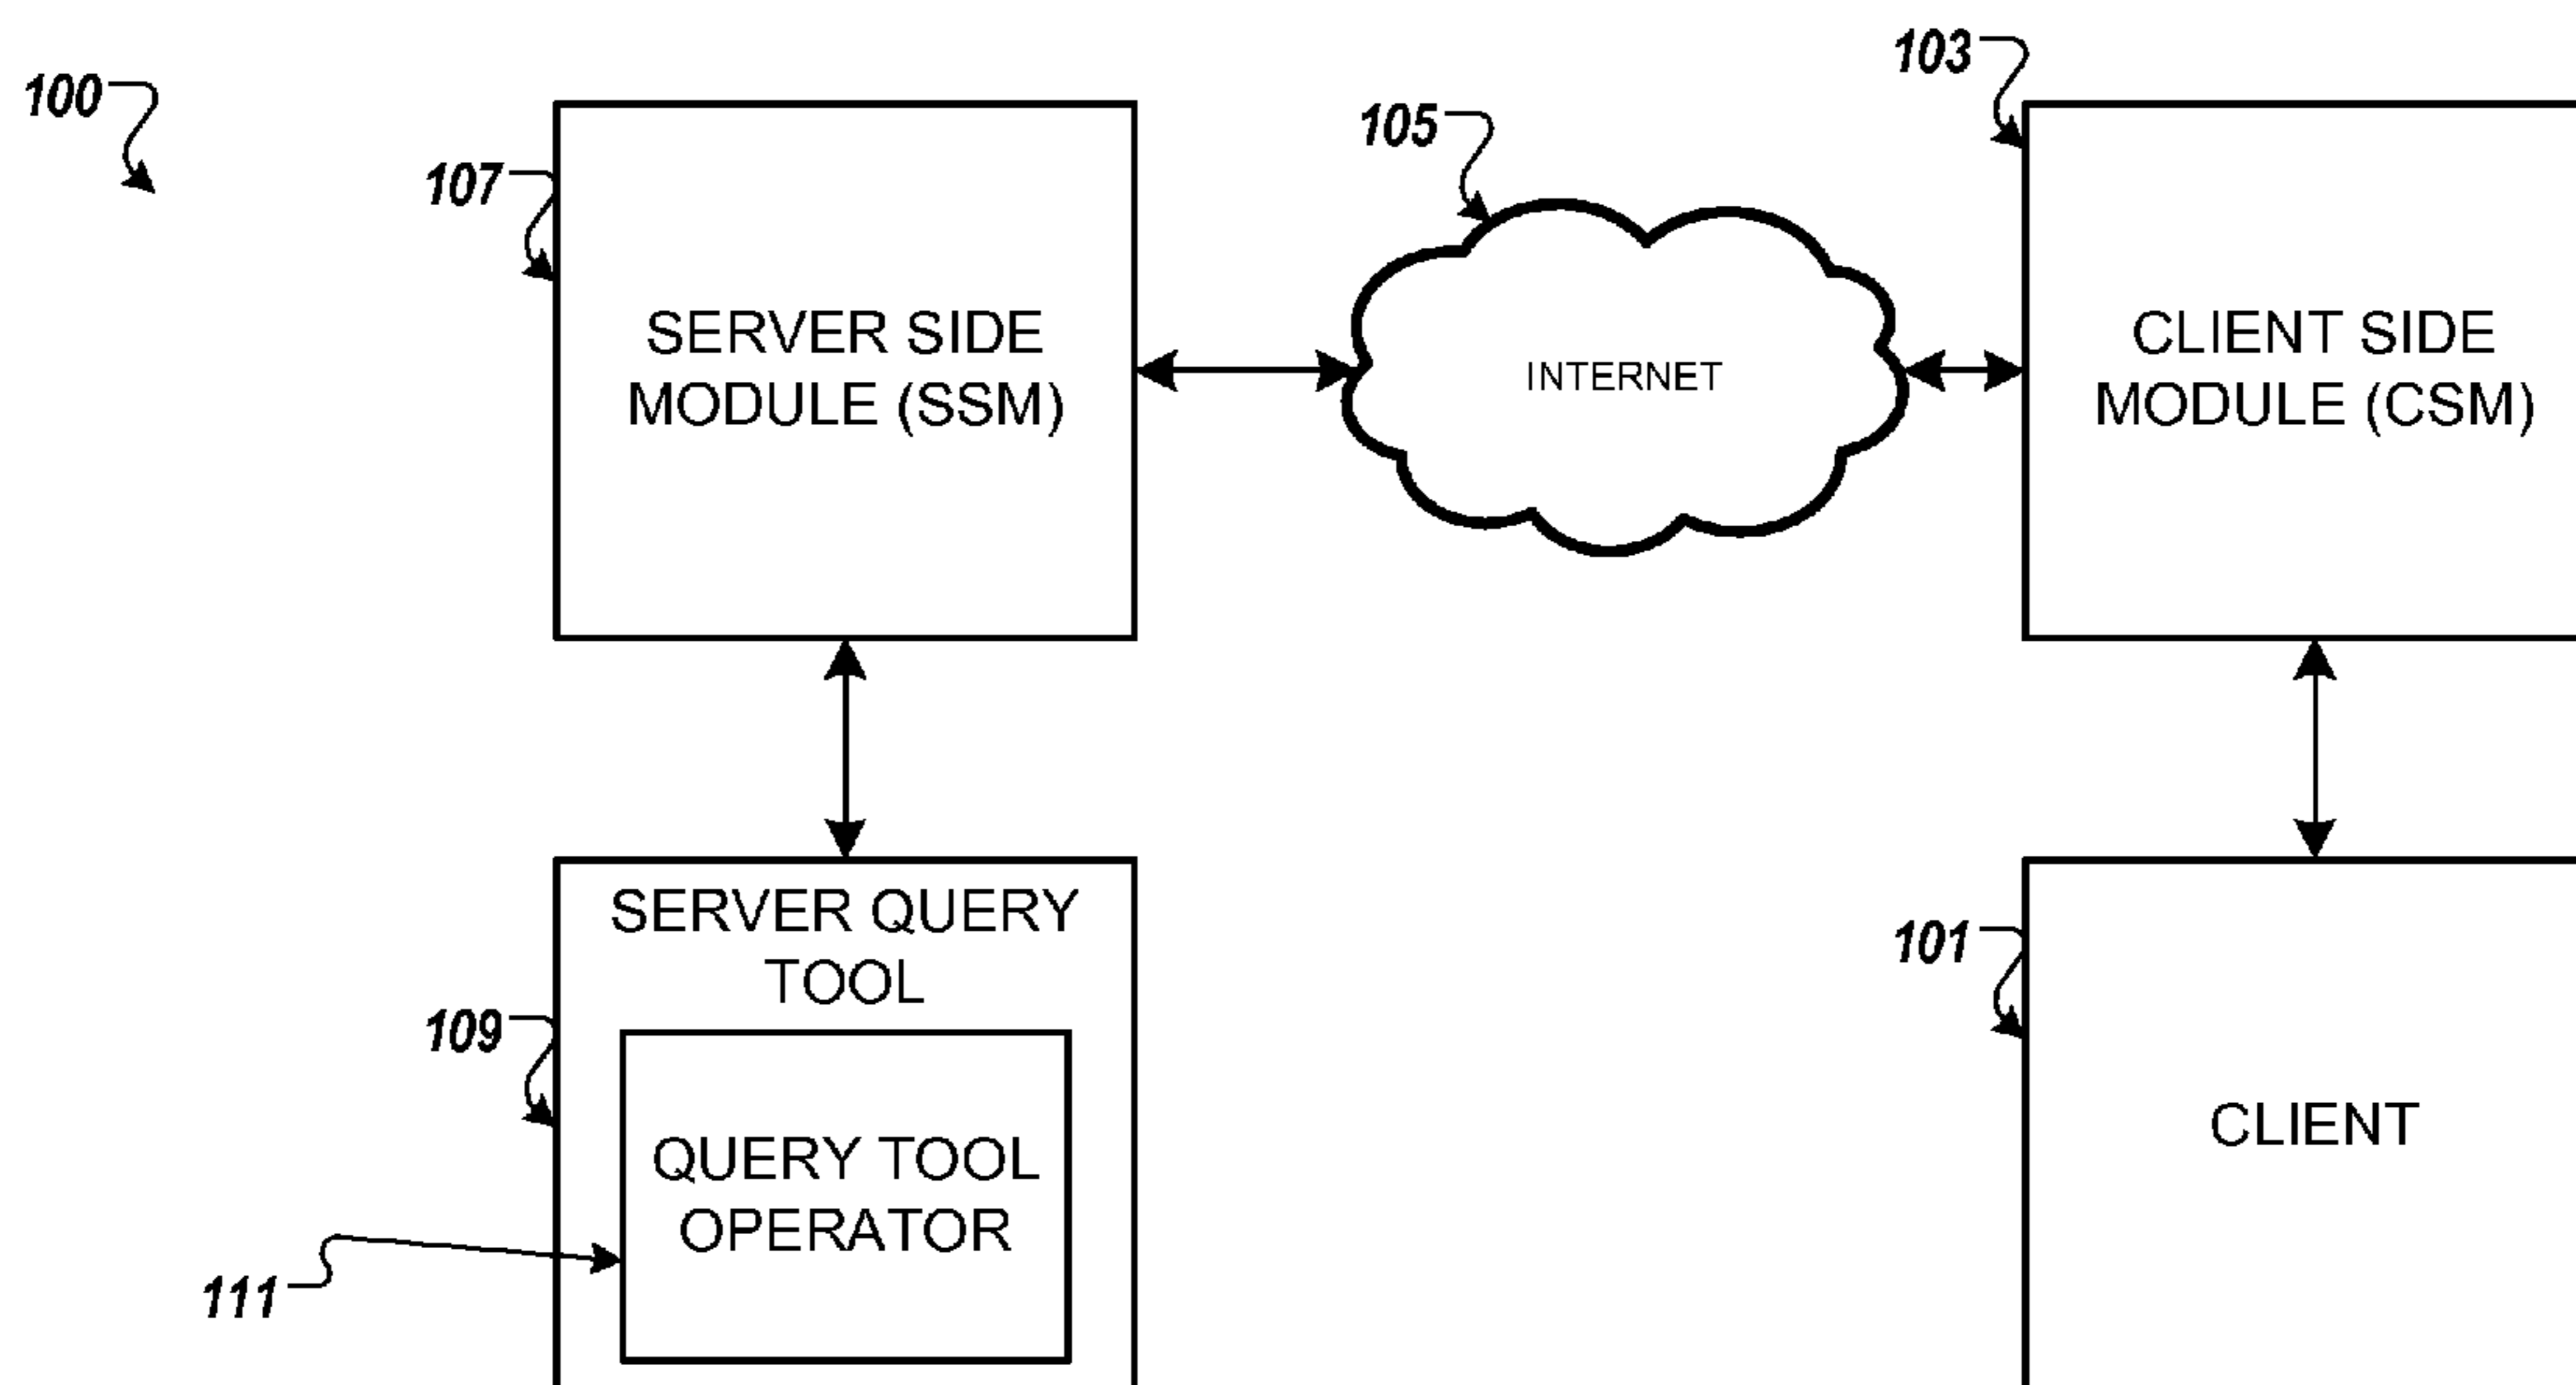 100
103
105
107
SERVER SIDE
MODULE (SSM)
INTERNET
CLIENT SIDE
MODULE (CSM)
SERVER QUERY
TOOL
101
109
QUERY TOOL
OPERATOR
CLIENT
111